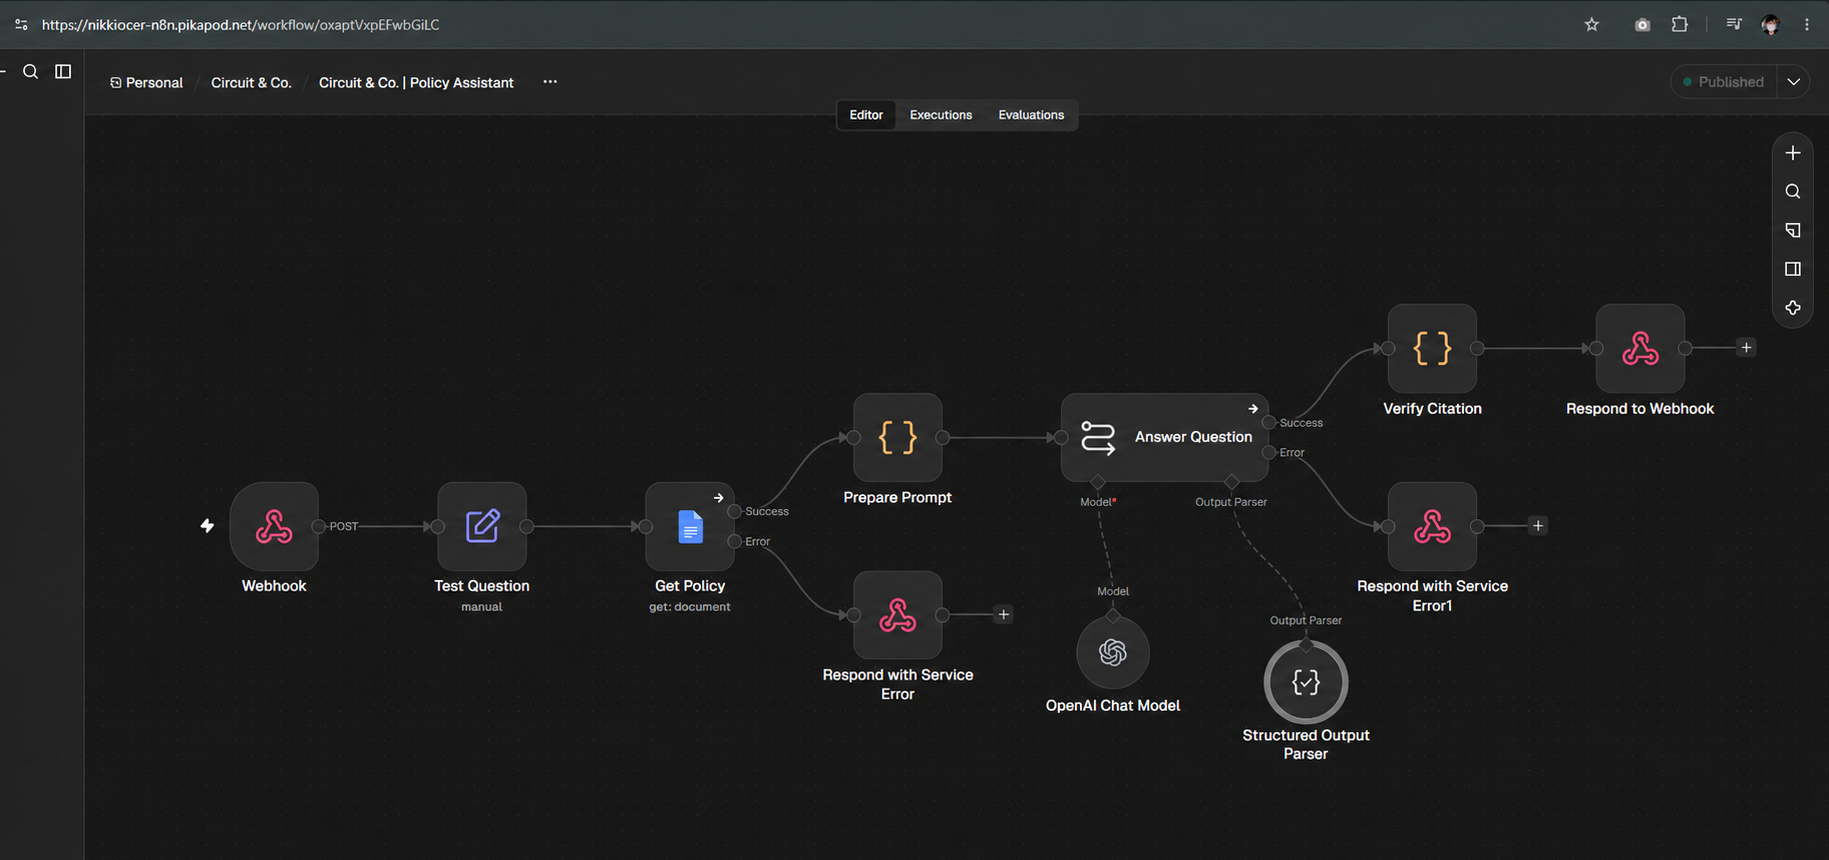 https://nikkiocer-n8n.pikapod.net/workflow/oxaptVxpEFwbGiLC
Personal / Circuit & Co. / Circuit & Co. | Policy Assistant ...
Published
Editor Executions Evaluations
Verify Citation
Respond to Webhook
Answer Question
Success
Error
Prepare Prompt
Model*
Output Parser
POST
Success
Error
Webhook
Test Question
manual
Get Policy
get: document
Respond with Service
Error1
Model
Output Parser
Respond with Service
Error
OpenAI Chat Model
Structured Output
Parser